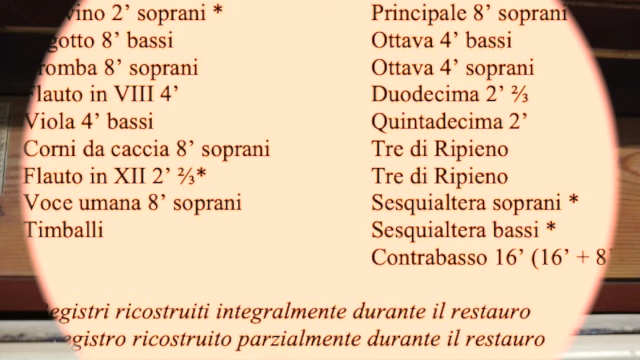 2’ soprani *
8’ bassi
8’ soprani
Flauto in VIII 4’
Viola 4’ bassi
Corni da caccia 8’ soprani
Flauto in XII 2’ ⅔*
Voce umana 8’ soprani
Timballi
Principale 8’ soprani
Ottava 4’ bassi
Ottava 4’ soprani
Duodecima 2’ ⅔
Quintadecima 2’
Tre di Ripieno
Tre di Ripieno
Sesquialtera soprani *
Sesquialtera bassi *
Contrabasso 16’ (16’ + 8’
Registri ricostruiti integralmente durante il restauro
registro ricostruito parzialmente durante il restauro